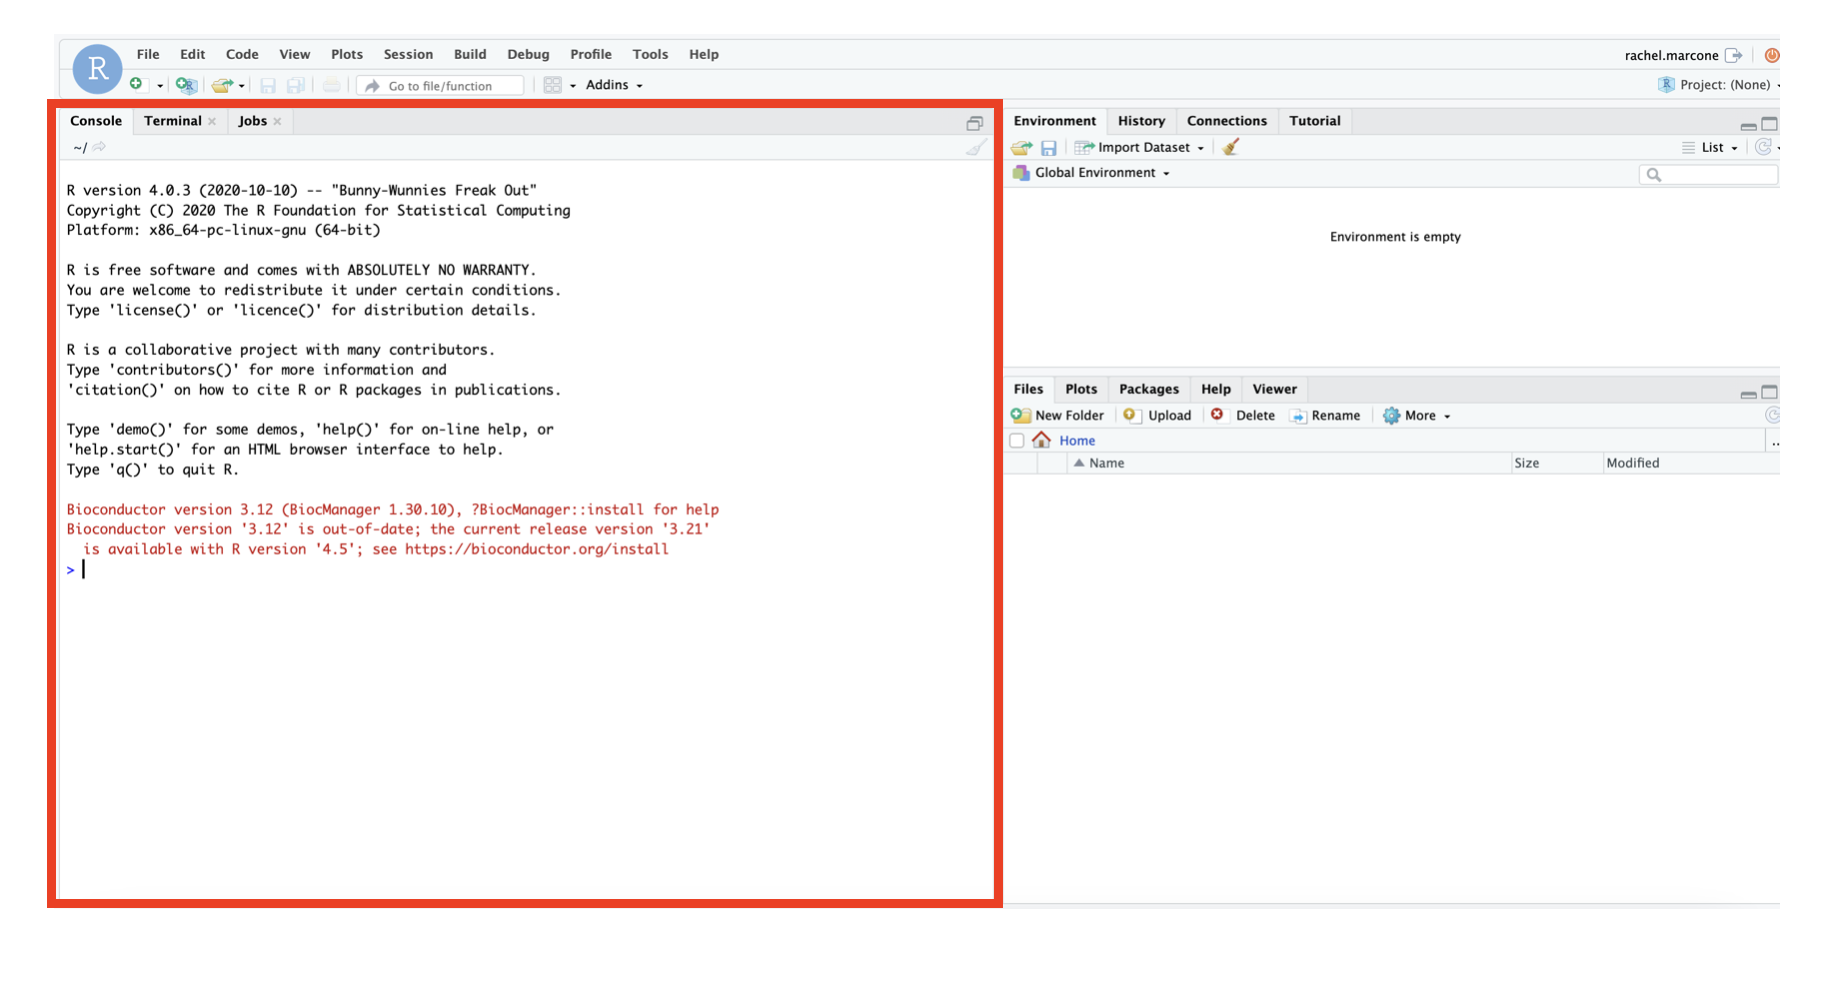 R
File Edit Code View Plots Session Build Debug Profile Tools Help
rachel.marcone
Go to file/function
Addins
R Project: (None)
Console Terminal Jobs
~/
R version 4.0.3 (2020-10-10) -- "Bunny-Wunnies Freak Out"
Copyright (C) 2020 The R Foundation for Statistical Computing
Platform: x86_64-pc-linux-gnu (64-bit)
R is free software and comes with ABSOLUTELY NO WARRANTY.
You are welcome to redistribute it under certain conditions.
Type 'license()' or 'licence()' for distribution details.
R is a collaborative project with many contributors.
Type 'contributors()' for more information and
'citation()' on how to cite R or R packages in publications.
Type 'demo()' for some demos, 'help()' for on-line help, or
'help.start()' for an HTML browser interface to help.
Type 'q()' to quit R.
Bioconductor version 3.12 (BiocManager 1.30.10), ?BiocManager::install for help
Bioconductor version '3.12' is out-of-date; the current release version '3.21'
is available with R version '4.5'; see https://bioconductor.org/install
>
Environment History Connections Tutorial
Import Dataset
List
Global Environment
Environment is empty
Files Plots Packages Help Viewer
New Folder Upload Delete Rename More
Home
..
Name Size Modified